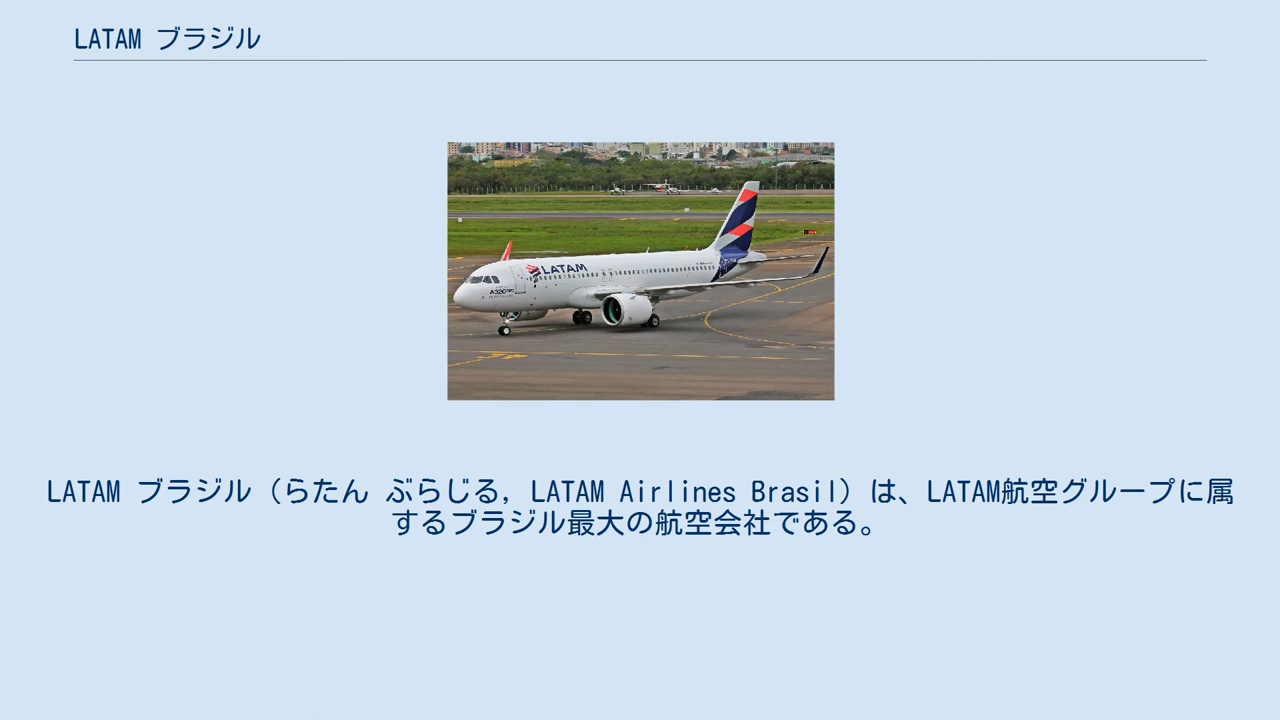 LATAM ブラジル
LATAM
A320
LATAM ブラジル（らたん ぶらじる, LATAM Airlines Brasil）は、LATAM航空グループに属
するブラジル最大の航空会社である。